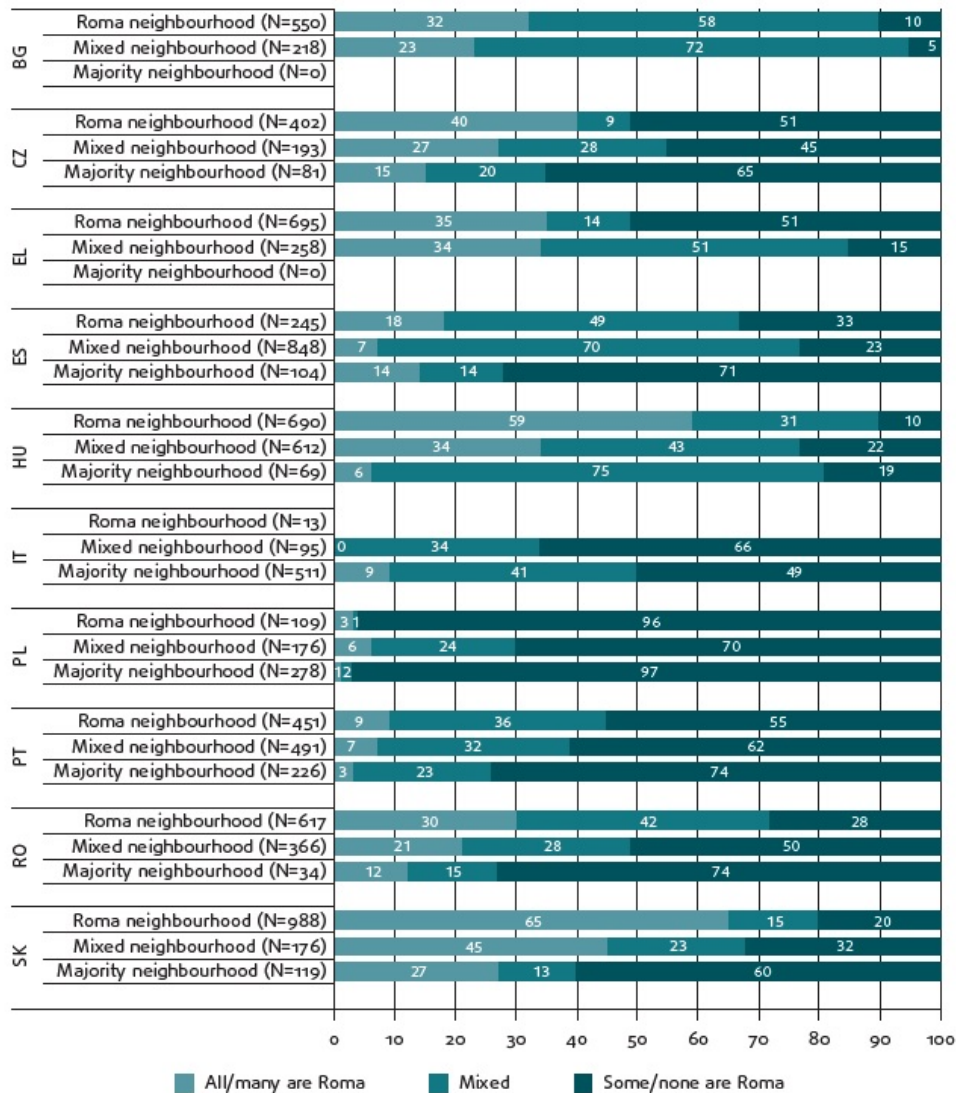 BG
Roma neighbourhood (N=550) 32 58 10
Mixed neighbourhood (N=218) 23 72 5
Majority neighbourhood (N=0)
CZ
Roma neighbourhood (N=402) 40 9 51
Mixed neighbourhood (N=193) 27 28 45
Majority neighbourhood (N=81) 15 20 65
EL
Roma neighbourhood (N=695) 35 14 51
Mixed neighbourhood (N=258) 34 51 15
Majority neighbourhood (N=0)
ES
Roma neighbourhood (N=245) 18 49 33
Mixed neighbourhood (N=848) 7 70 23
Majority neighbourhood (N=104) 14 14 71
HU
Roma neighbourhood (N=690) 59 31 10
Mixed neighbourhood (N=612) 34 43 22
Majority neighbourhood (N=69) 6 75 19
IT
Roma neighbourhood (N=13)
Mixed neighbourhood (N=95) 0 34 66
Majority neighbourhood (N=511) 9 41 49
PL
Roma neighbourhood (N=109) 3 1 96
Mixed neighbourhood (N=176) 6 24 70
Majority neighbourhood (N=278) 1 2 97
PT
Roma neighbourhood (N=451) 9 36 55
Mixed neighbourhood (N=491) 7 32 62
Majority neighbourhood (N=226) 3 23 74
RO
Roma neighbourhood (N=617 30 42 28
Mixed neighbourhood (N=366) 21 28 50
Majority neighbourhood (N=34) 12 15 74
SK
Roma neighbourhood (N=988) 65 15 20
Mixed neighbourhood (N=176) 45 23 32
Majority neighbourhood (N=119) 27 13 60
0 10 20 30 40 50 60 70 80 90 100
All/many are Roma Mixed Some/none are Roma